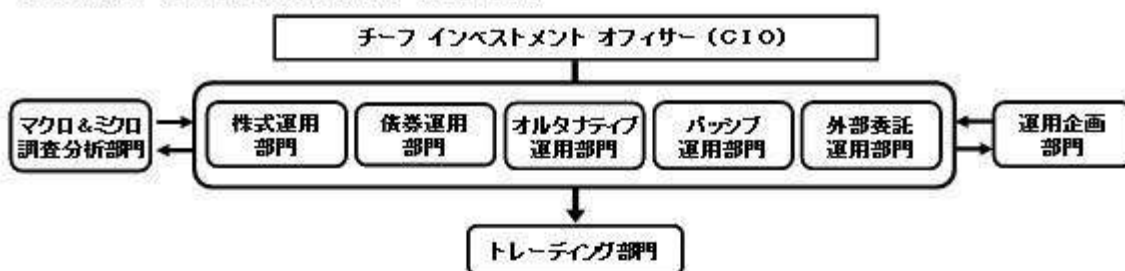 チーフ インベストメント オフィサー (CIO)
マクロ&ミクロ
調査分析部門
株式運用
部門
債券運用
部門
オルタナティブ
運用部門
パッシブ
運用部門
外部委託
運用部門
運用企画
部門
トレーディング部門